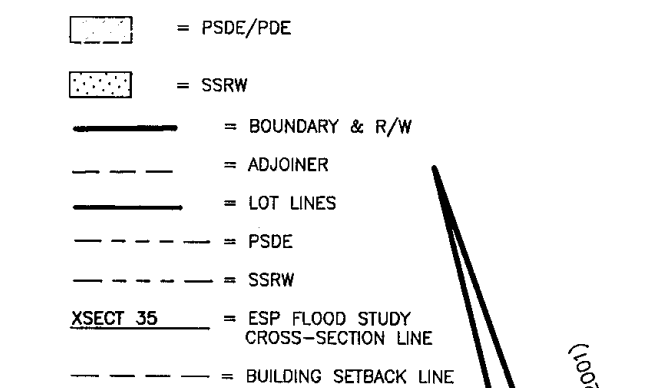 = PSDE/PDE
= SSRW
= BOUNDARY & R/W
= ADJOINER
= LOT LINES
= PSDE
= SSRW
XSECT 35 = ESP FLOOD STUDY
CROSS-SECTION LINE
= BUILDING SETBACK LINE
2001)